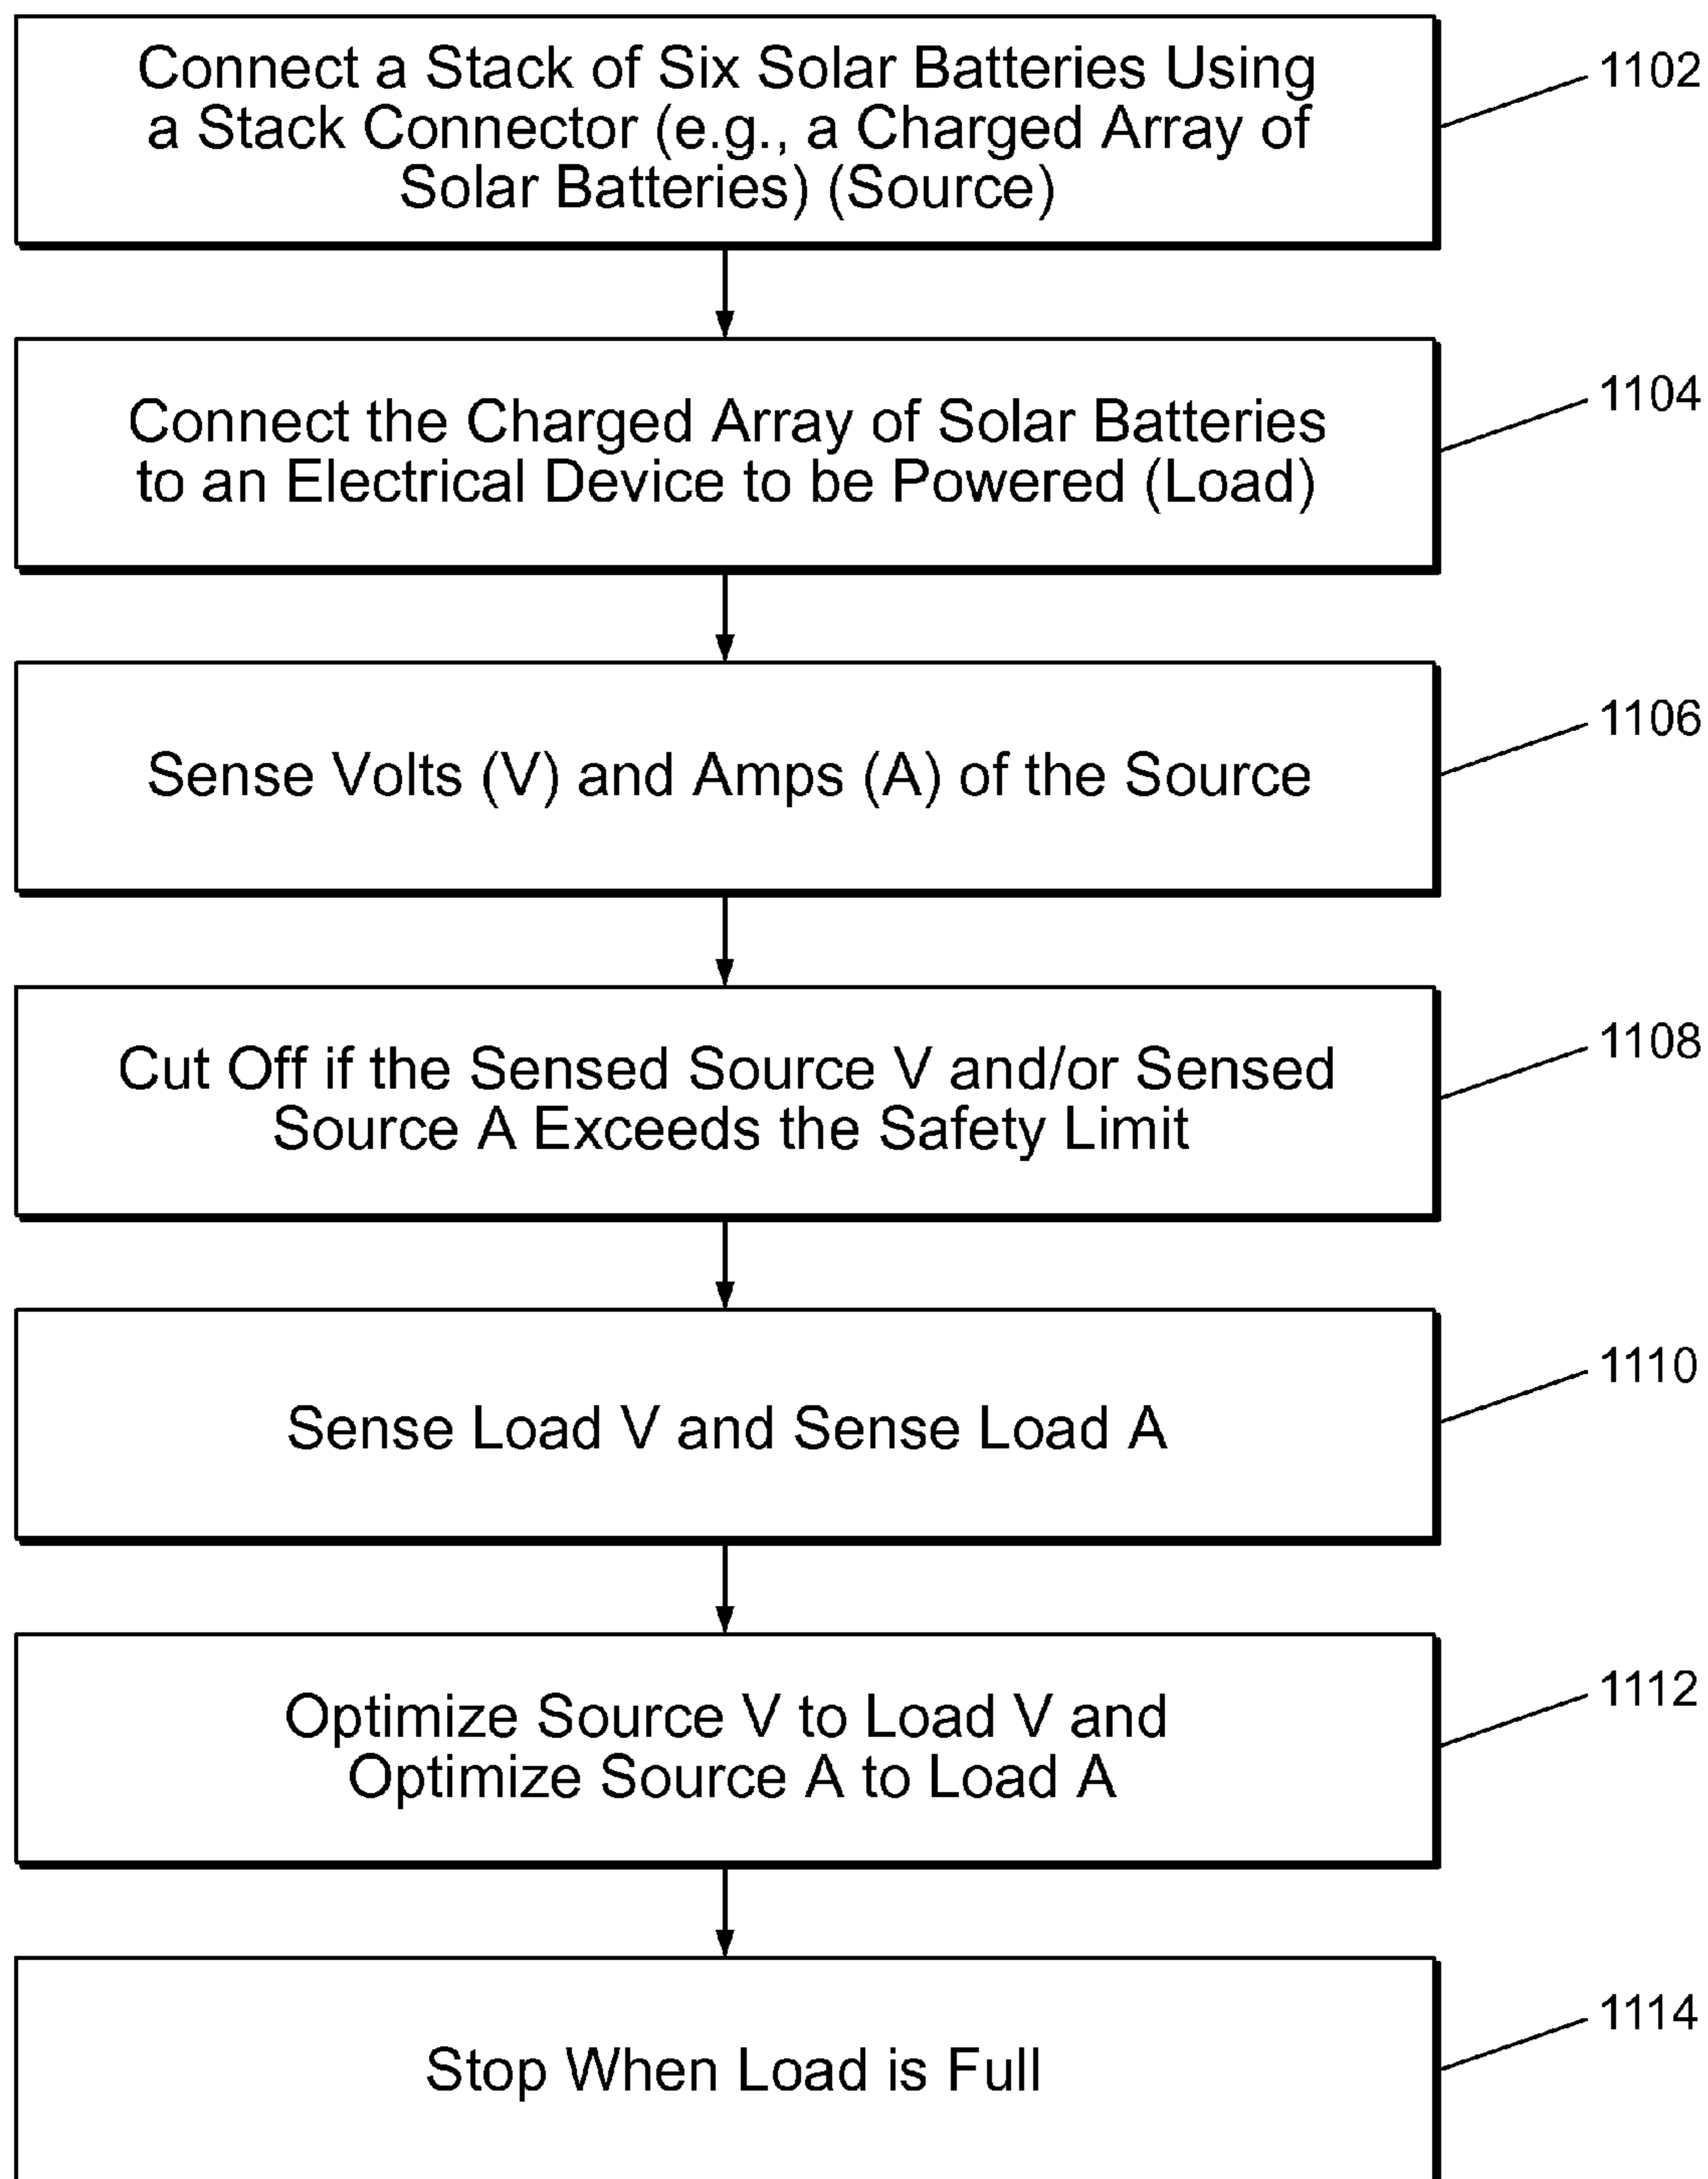 Connect a Stack of Six Solar Batteries Using
a Stack Connector (e.g., a Charged Array of
Solar Batteries) (Source)
1102
Connect the Charged Array of Solar Batteries
to an Electrical Device to be Powered (Load)
1104
Sense Volts (V) and Amps (A) of the Source
1106
Cut Off if the Sensed Source V and/or Sensed
Source A Exceeds the Safety Limit
1108
Sense Load V and Sense Load A
1110
Optimize Source V to Load V and
Optimize Source A to Load A
1112
Stop When Load is Full
1114